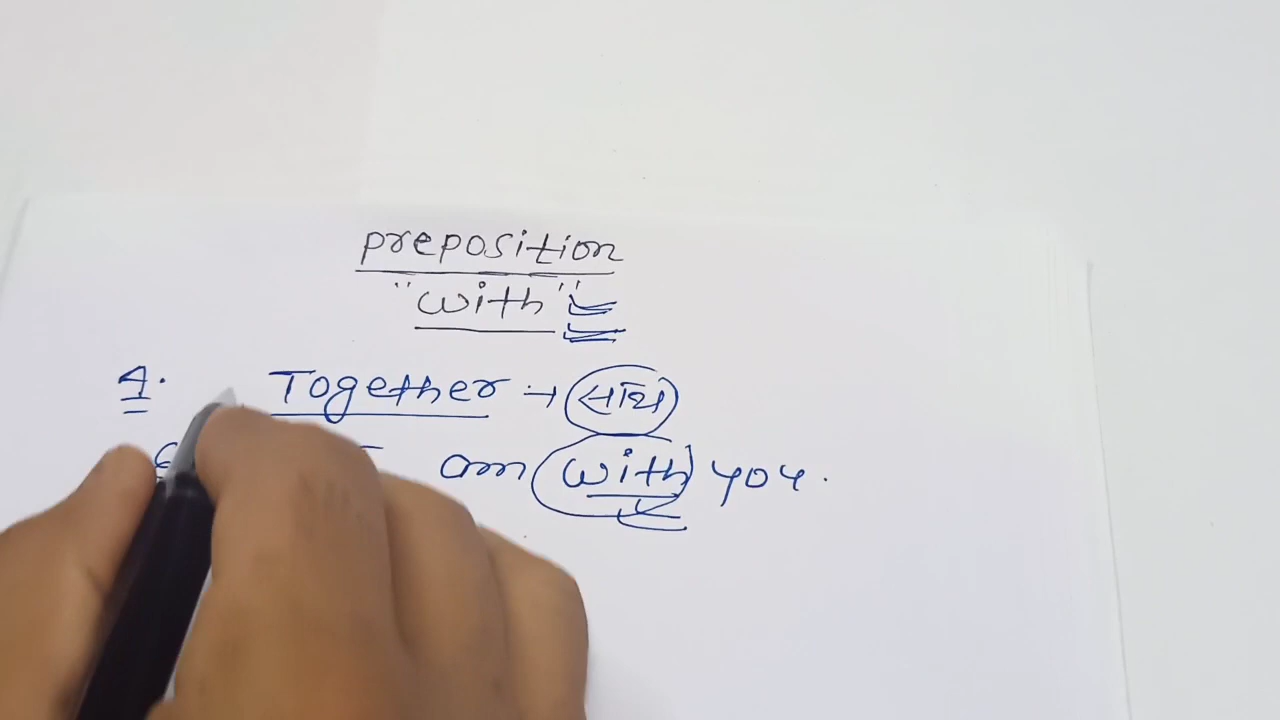 preposition
"with"
1. Together → साथ
am with you.